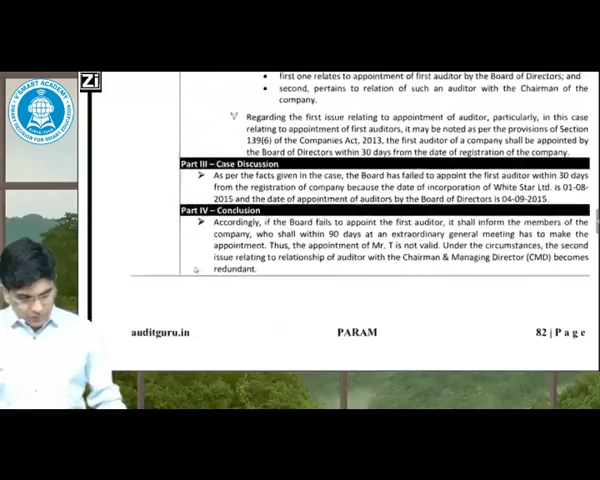 V'SMART ACADEMY
Zi
• first one relates to appointment of first auditor by the Board of Directors; and
• second, pertains to relation of such an auditor with the Chairman of the
company.
Regarding the first issue relating to appointment of auditor, particularly, in this case
relating to appointment of first auditors, it may be noted as per the provisions of Section
139(6) of the Companies Act, 2013, the first auditor of a company shall be appointed by
the Board of Directors within 30 days from the date of registration of the company.
Part III – Case Discussion
➢ As per the facts given in the case, the Board has failed to appoint the first auditor within 30 days
from the registration of company because the date of incorporation of White Star Ltd. is 01-08-
2015 and the date of appointment of auditors by the Board of Directors is 04-09-2015.
Part IV – Conclusion
➢ Accordingly, if the Board fails to appoint the first auditor, it shall inform the members of the
company, who shall within 90 days at an extraordinary general meeting has to make the
appointment. Thus, the appointment of Mr. T is not valid. Under the circumstances, the second
issue relating to relationship of auditor with the Chairman & Managing Director (CMD) becomes
redundant.
auditguru.in PARAM 82 | P a g e